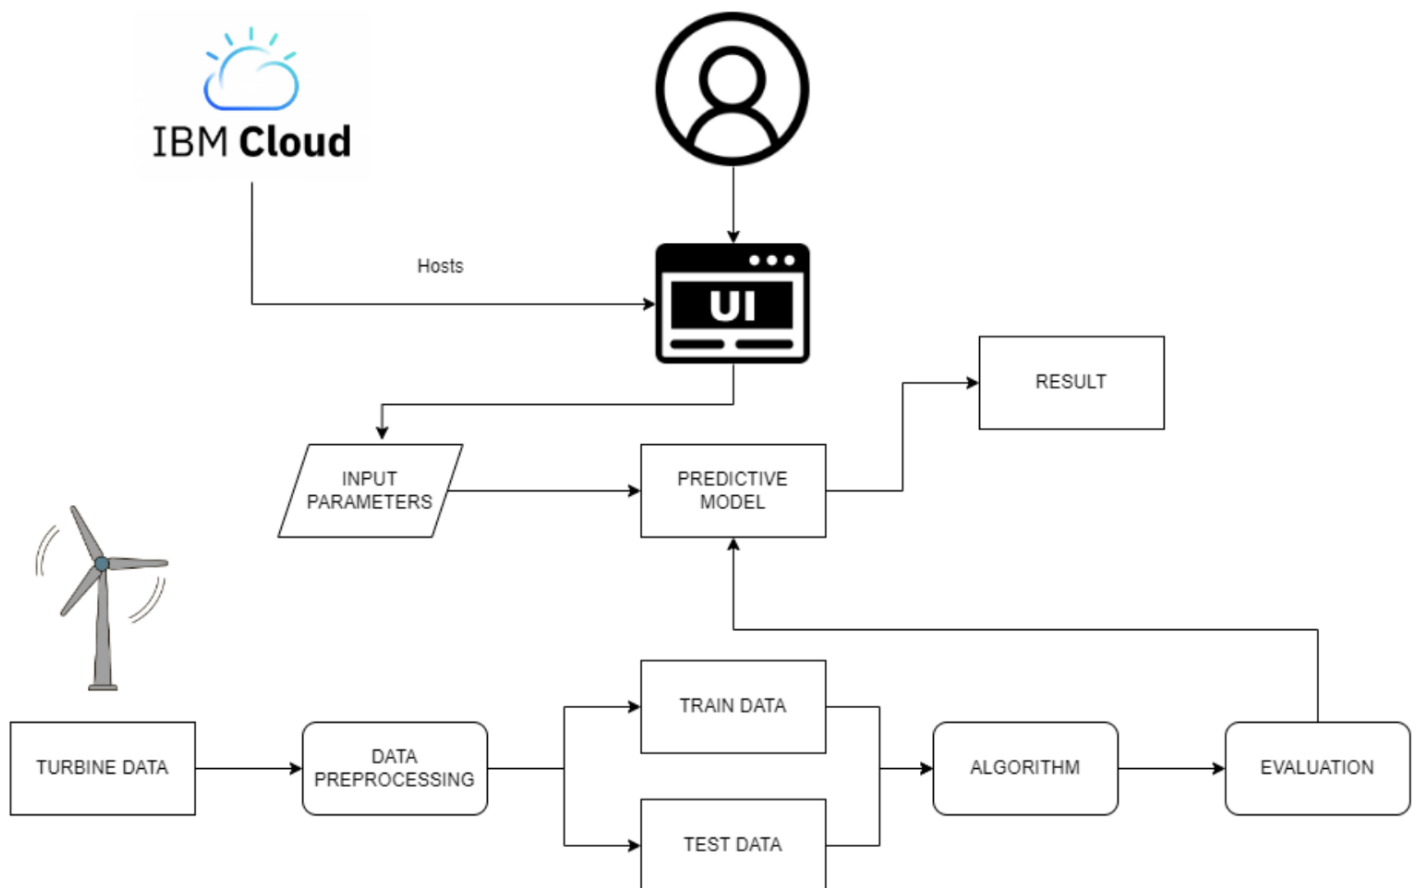 IBM Cloud
Hosts
UI
RESULT
INPUT
PARAMETERS
PREDICTIVE
MODEL
TRAIN DATA
TURBINE DATA
DATA
PREPROCESSING
ALGORITHM
EVALUATION
TEST DATA